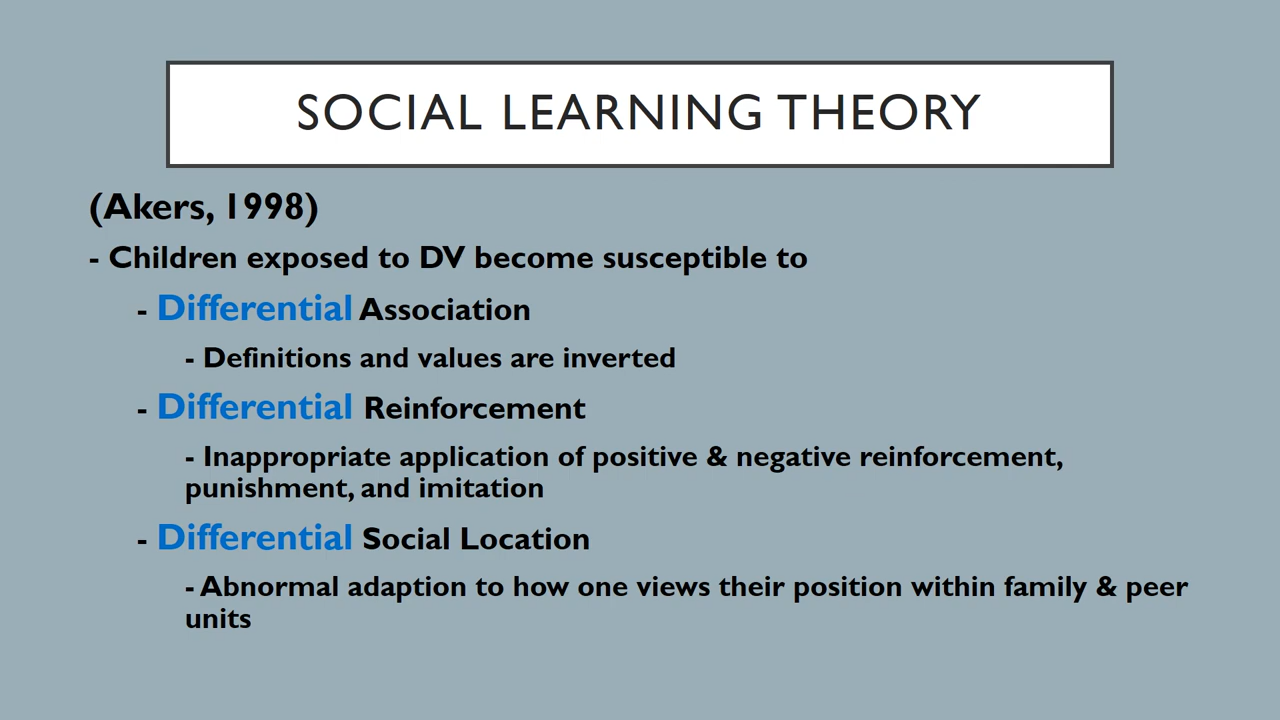 SOCIAL LEARNING THEORY
(Akers, 1998)
- Children exposed to DV become susceptible to
- Differential Association
- Definitions and values are inverted
- Differential Reinforcement
- Inappropriate application of positive & negative reinforcement,
punishment, and imitation
- Differential Social Location
- Abnormal adaption to how one views their position within family & peer
units